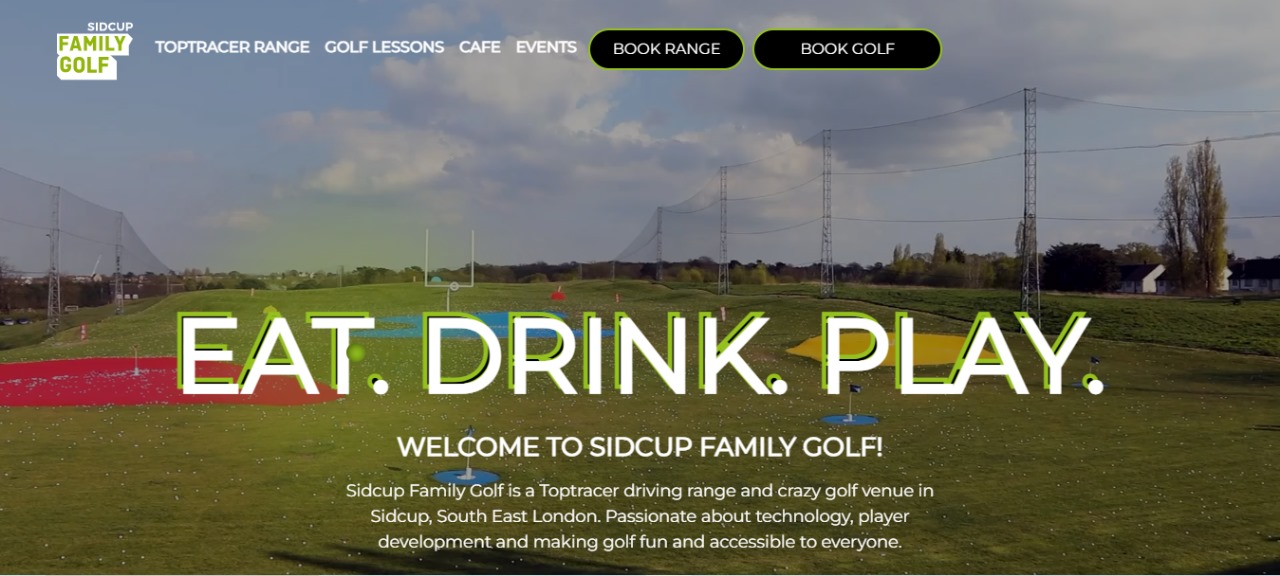 SIDCUP
FAMILY
GOLF
TOPTRACER RANGE GOLF LESSONS CAFE EVENTS BOOK RANGE BOOK GOLF
EAT. DRINK. PLAY.
WELCOME TO SIDCUP FAMILY GOLF!
Sidcup Family Golf is a Toptracer driving range and crazy golf venue in
Sidcup, South East London. Passionate about technology, player
development and making golf fun and accessible to everyone.